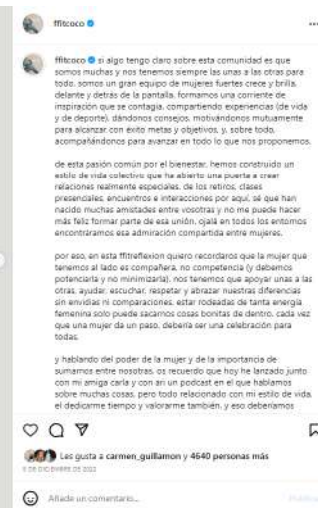 ffitcoco
ffitcoco si algo tengo claro sobre esta comunidad es que
somos muchas y nos tenemos siempre las unas a las otras para
todo. somos un gran equipo de mujeres fuertes crece y brilla,
delante y detrás de la pantalla. formamos una corriente de
inspiración que se contagia, compartiendo experiencias (de vida
y de deporte), dándonos consejos, motivándonos mutuamente
para alcanzar con éxito metas y objetivos, y, sobre todo,
acompañándonos para avanzar en todo lo que nos proponemos.
de esta pasión común por el bienestar, hemos construido un
estilo de vida colectivo que ha abierto una puerta a crear
relaciones realmente especiales. de los retiros, clases
presenciales, encuentros e interacciones por aquí, sé que han
nacido muchas amistades entre vosotras y no me puede hacer
más feliz formar parte de esa unión, ojalá en todos los entornos
encontráramos esa admiración compartida entre mujeres.
por eso, en esta ffitreflexion quiero recordaros que la mujer que
tenemos al lado es compañera, no competencia (y debemos
potenciarla y no minimizarla). nos tenemos que apoyar unas a las
otras, ayudar, escuchar, respetar y abrazar nuestras diferencias
sin envidias ni comparaciones. estar rodeadas de tanta energía
femenina solo puede sacarnos cosas bonitas de dentro. cada vez
que una mujer da un paso, debería ser una celebración para
todas.
y hablando del poder de la mujer y de la importancia de
sumarnos entre nosotras, os recuerdo que hoy he lanzado junto
con mi amiga carla y con ari un podcast en el que hablamos
sobre muchas cosas, pero todo relacionado con mi estilo de vida.
el dedicarme tiempo y valorarme también. y eso deberíamos
Les gusta a carmen_guillamon y 4640 personas más
5 DE DICIEMBRE DE 2022
Añade un comentario...
Publicar